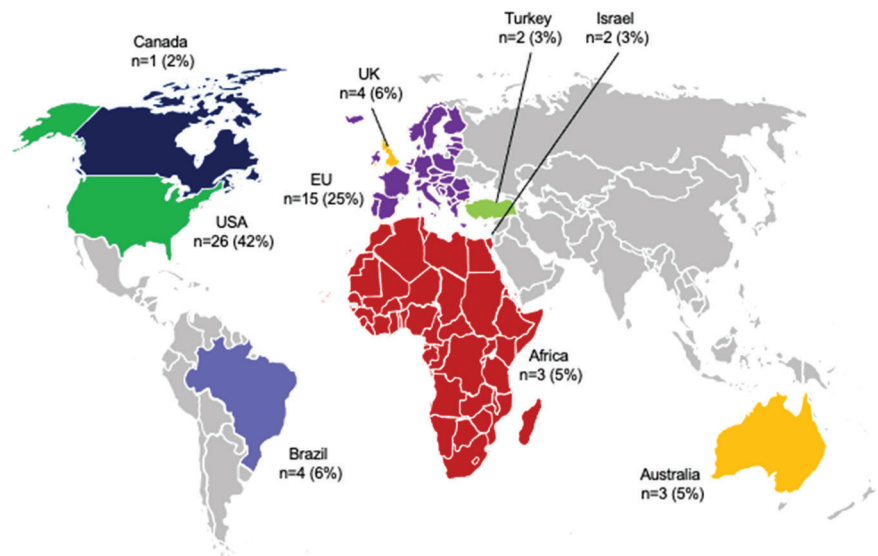 Canada
n=1 (2%)
Turkey
n=2 (3%)
Israel
n=2 (3%)
UK
n=4 (6%)
EU
n=15 (25%)
USA
n=26 (42%)
Africa
n=3 (5%)
Brazil
n=4 (6%)
Australia
n=3 (5%)